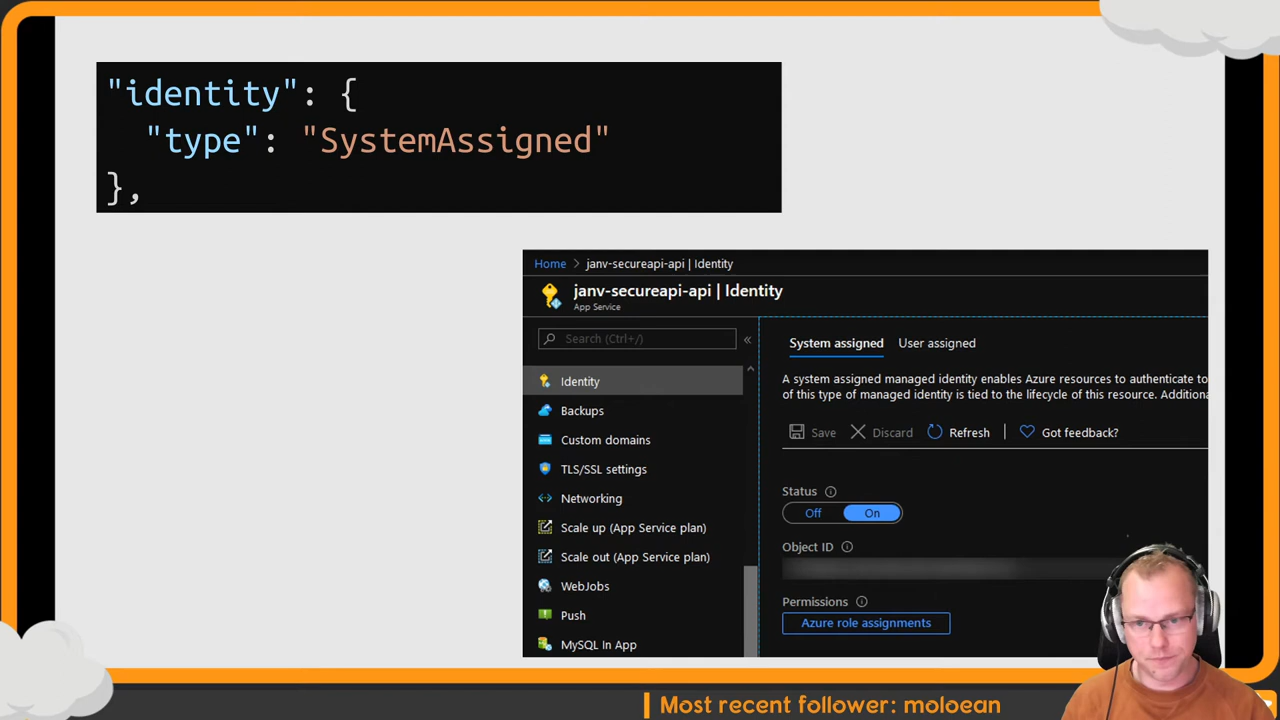 "identity": {
"type": "SystemAssigned"
},
Home > janv-secureapi-api | Identity
janv-secureapi-api | Identity
App Service
Search (Ctrl+/)
«
Identity
Backups
Custom domains
TLS/SSL settings
Networking
Scale up (App Service plan)
Scale out (App Service plan)
WebJobs
Push
MySQL In App
System assigned User assigned
A system assigned managed identity enables Azure resources to authenticate to
of this type of managed identity is tied to the lifecycle of this resource. Additiona
Save Discard Refresh | Got feedback?
Status
Off On
Object ID
Permissions
Azure role assignments
Most recent follower: moloean